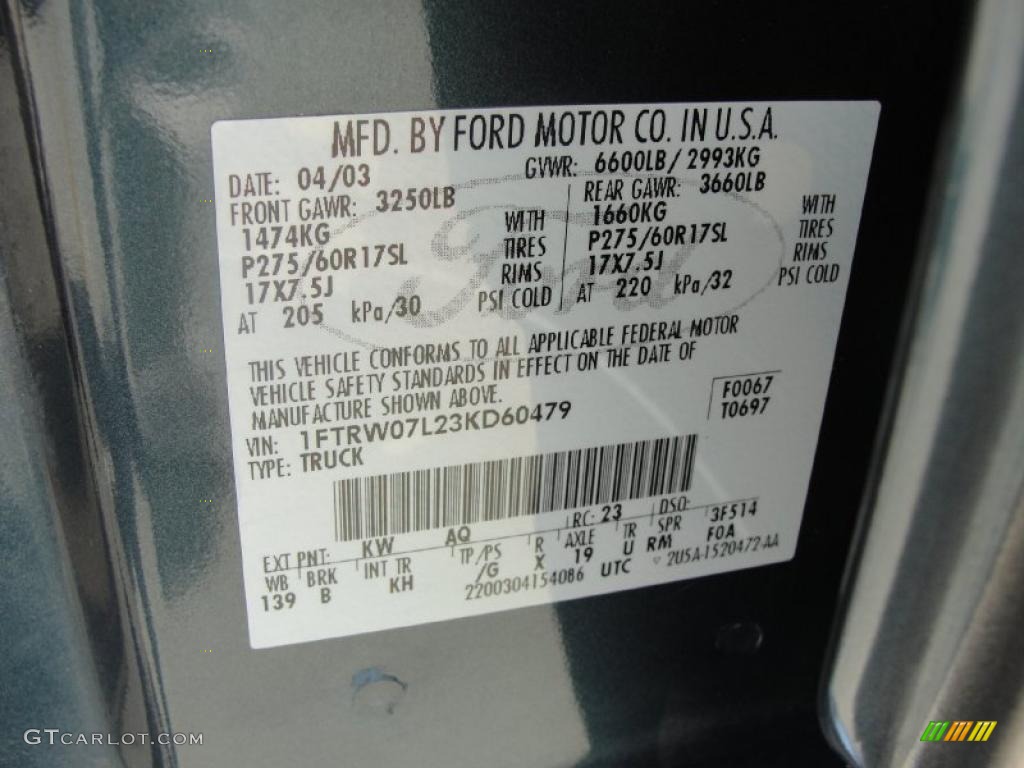 MFD. BY FORD MOTOR CO. IN U.S.A.
DATE: 04/03 GVWR: 6600LB/ 2993KG
FRONT GAWR: 3250LB REAR GAWR: 3660LB
1474KG WITH 1660KG WITH
P275/60R17SL TIRES P275/60R17SL TIRES
17X7.5J RIMS 17X7.5J RIMS
AT 205 kPa/30 PSI COLD AT 220 kPa/32 PSI COLD
Ford
THIS VEHICLE CONFORMS TO ALL APPLICABLE FEDERAL MOTOR
VEHICLE SAFETY STANDARDS IN EFFECT ON THE DATE OF
MANUFACTURE SHOWN ABOVE.
F0067
T0697
VIN: 1FTRW07L23KD60479
TYPE: TRUCK
EXT PNT: KW AQ RC: 23 DSO:
WB BRK INT TR TP/PS R AXLE TR SPR 3F514
139 B KH /G X 19 U RM F0A
2200304154086 UTC ▽ 2U5A-1520472-AA
GTCARLOT.COM